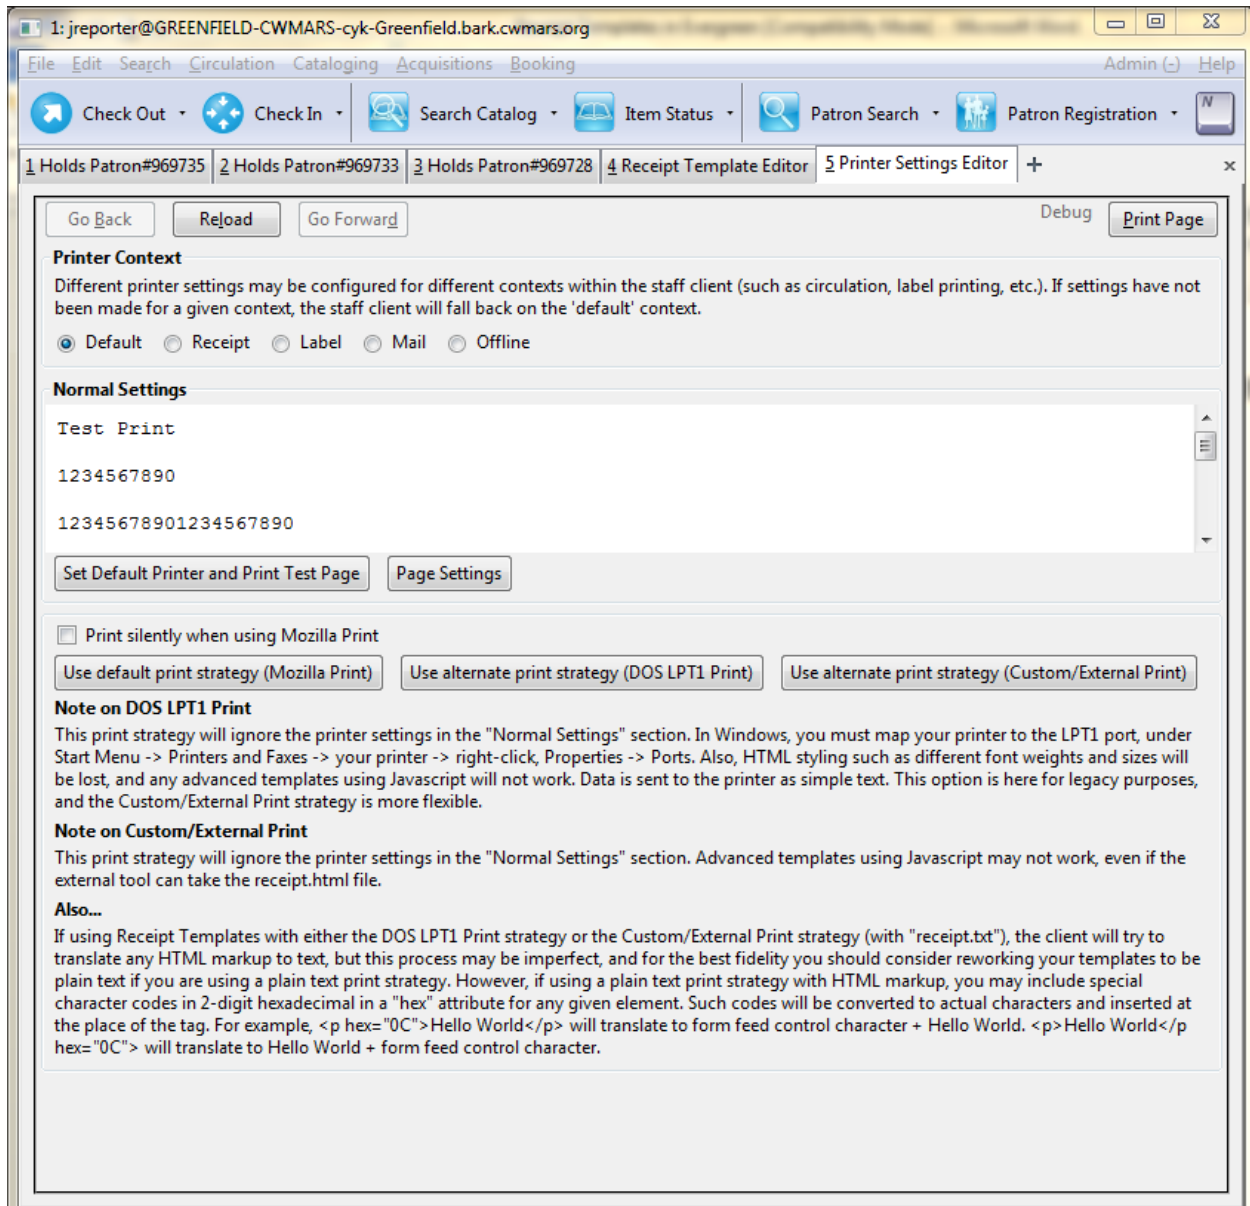 1: jreporter@GREENFIELD-CWMARS-cyk-Greenfield.bark.cwmars.org
File Edit Search Circulation Cataloging Acquisitions Booking Admin (-) Help
Check Out Check In Search Catalog Item Status Patron Search Patron Registration N
1 Holds Patron#969735 2 Holds Patron#969733 3 Holds Patron#969728 4 Receipt Template Editor 5 Printer Settings Editor + x
Go Back Reload Go Forward Debug Print Page
Printer Context
Different printer settings may be configured for different contexts within the staff client (such as circulation, label printing, etc.). If settings have not
been made for a given context, the staff client will fall back on the 'default' context.
Default Receipt Label Mail Offline
Normal Settings
Test Print
1234567890
12345678901234567890
Set Default Printer and Print Test Page Page Settings
Print silently when using Mozilla Print
Use default print strategy (Mozilla Print) Use alternate print strategy (DOS LPT1 Print) Use alternate print strategy (Custom/External Print)
Note on DOS LPT1 Print
This print strategy will ignore the printer settings in the "Normal Settings" section. In Windows, you must map your printer to the LPT1 port, under
Start Menu -> Printers and Faxes -> your printer -> right-click, Properties -> Ports. Also, HTML styling such as different font weights and sizes will
be lost, and any advanced templates using Javascript will not work. Data is sent to the printer as simple text. This option is here for legacy purposes,
and the Custom/External Print strategy is more flexible.
Note on Custom/External Print
This print strategy will ignore the printer settings in the "Normal Settings" section. Advanced templates using Javascript may not work, even if the
external tool can take the receipt.html file.
Also...
If using Receipt Templates with either the DOS LPT1 Print strategy or the Custom/External Print strategy (with "receipt.txt"), the client will try to
translate any HTML markup to text, but this process may be imperfect, and for the best fidelity you should consider reworking your templates to be
plain text if you are using a plain text print strategy. However, if using a plain text print strategy with HTML markup, you may include special
character codes in 2-digit hexadecimal in a "hex" attribute for any given element. Such codes will be converted to actual characters and inserted at
the place of the tag. For example, <p hex="0C">Hello World</p> will translate to form feed control character + Hello World. <p>Hello World</p
hex="0C"> will translate to Hello World + form feed control character.